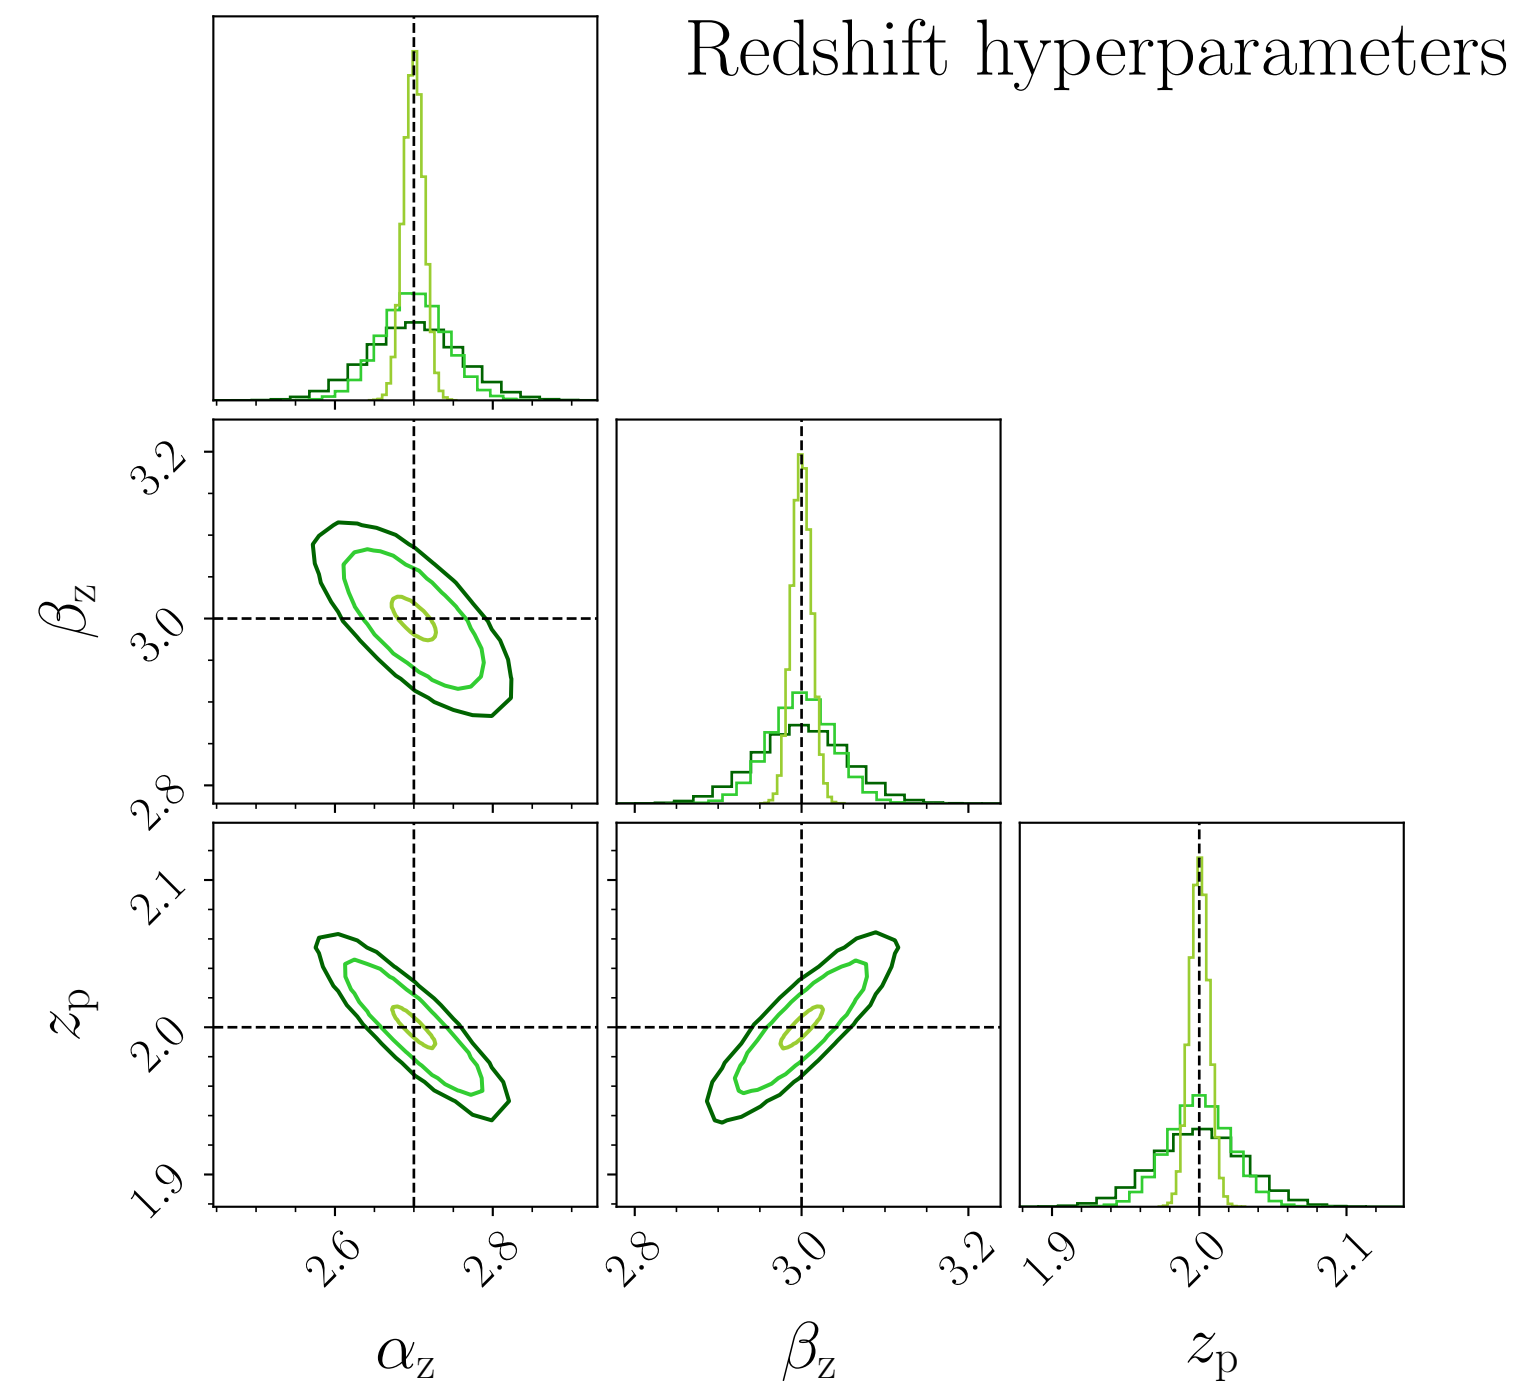 Redshift hyperparameters
β_z
3.2
3.0
2.8
z_p
2.1
2.0
1.9
2.6 2.8 2.8 3.0 3.2 1.9 2.0 2.1
α_z β_z z_p